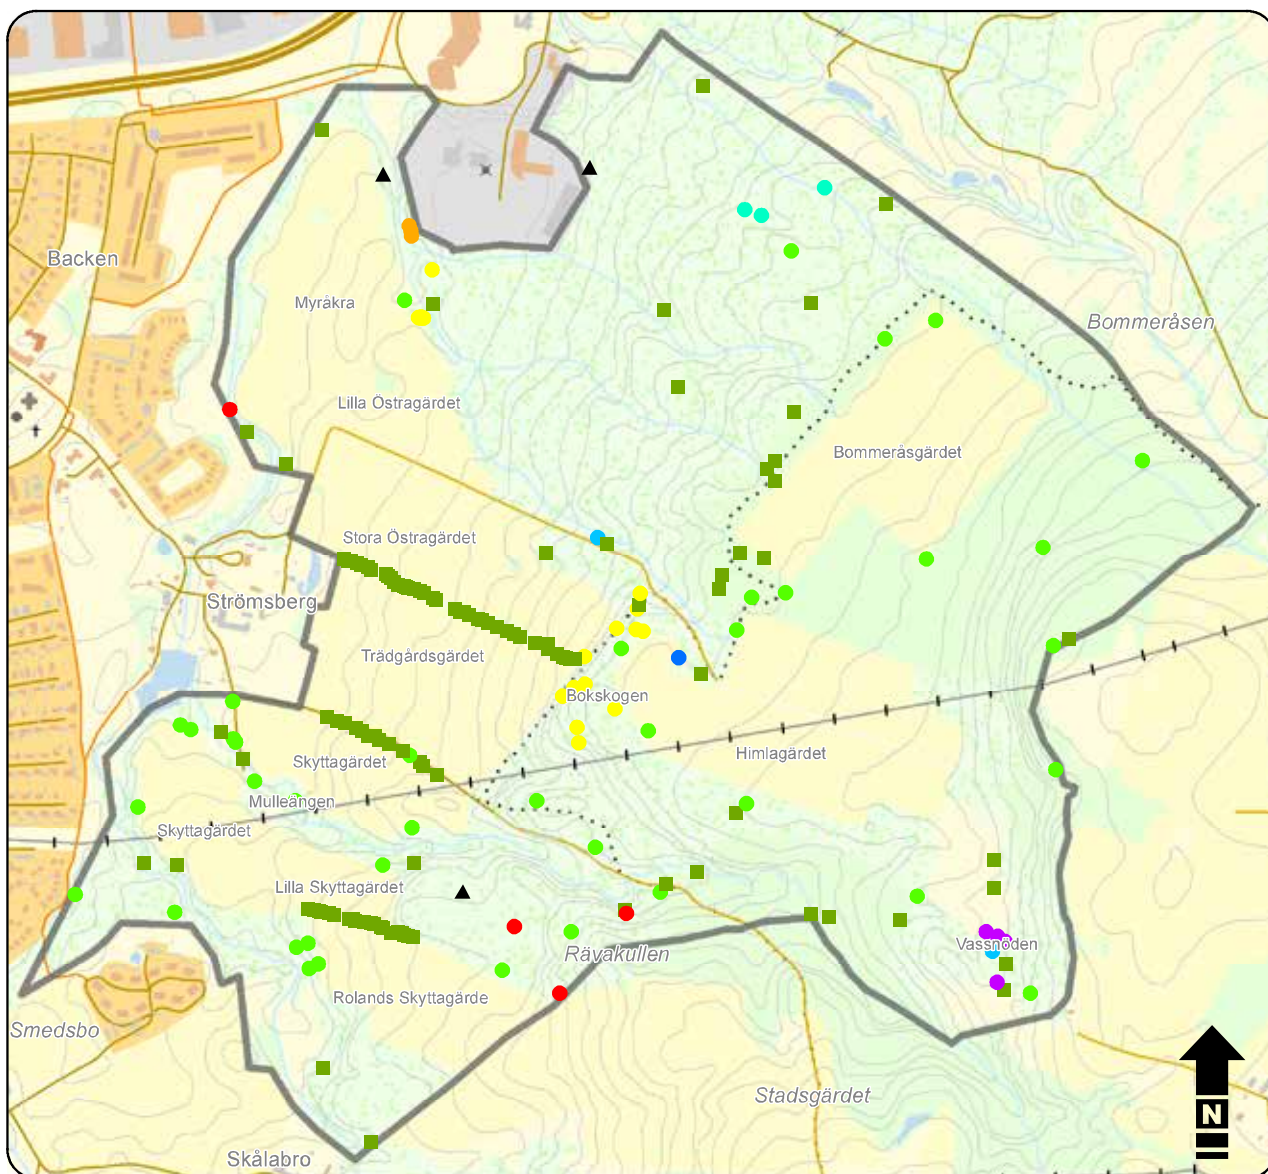 Backen
Myråkra
Bommeråsen
Lilla Östragärdet
Bommeråsgärdet
Stora Östragärdet
Strömsberg
Trädgårdsgärdet
Bokskogen
Himlagärdet
Skyttagärdet
Mulleängen
Skyttagärdet
Lilla Skyttagärdet
Vassnöden
Rävakullen
Rolands Skyttagärde
Smedsbo
Stadsgärdet
N
Skålabro